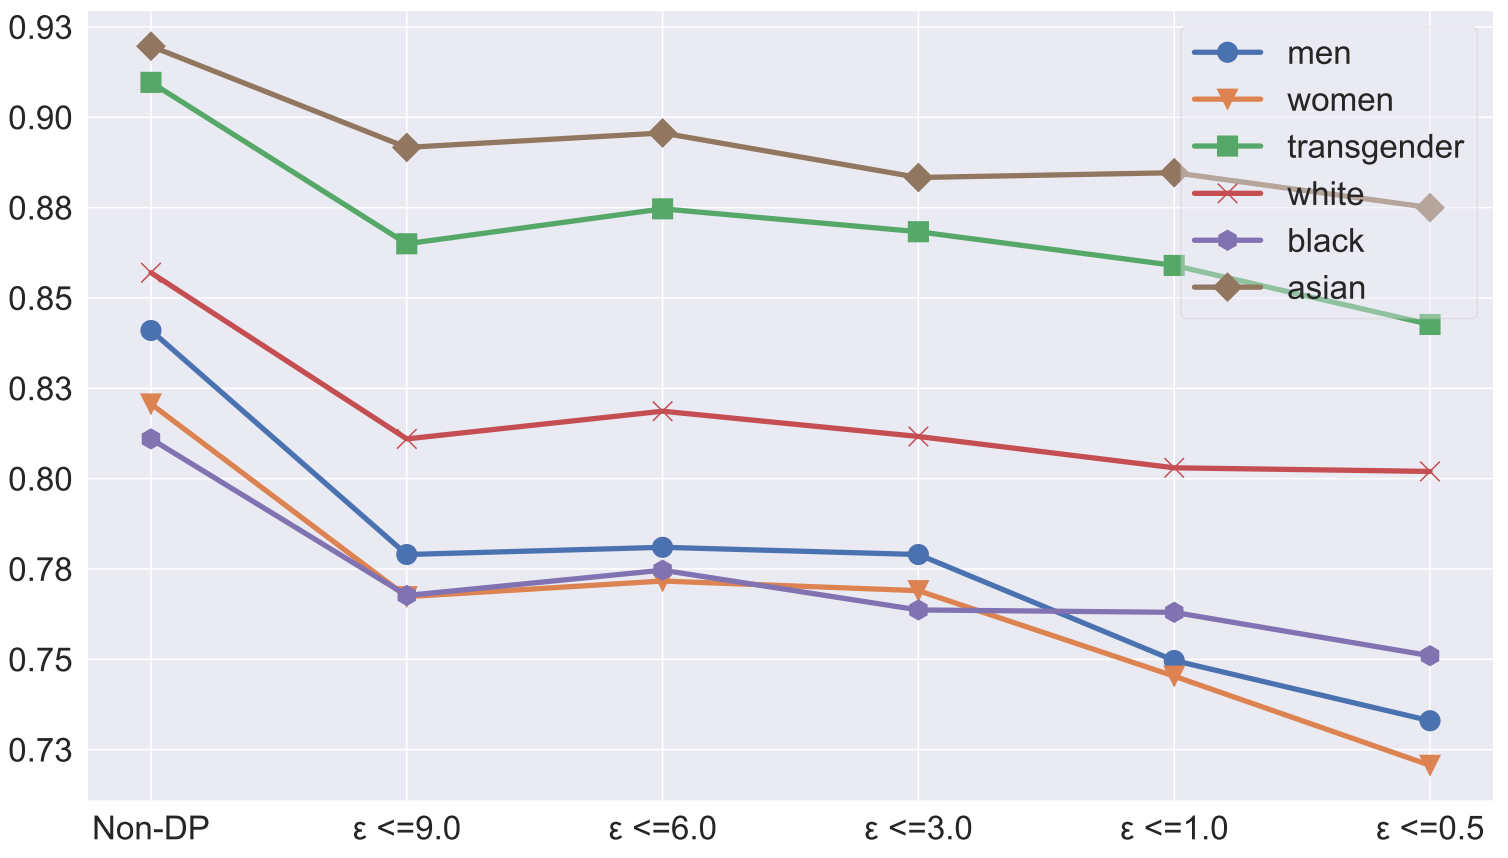 0.93
0.90
0.88
0.85
0.83
0.80
0.78
0.75
0.73
men
women
transgender
white
black
asian
Non-DP
ε <=9.0
ε <=6.0
ε <=3.0
ε <=1.0
ε <=0.5